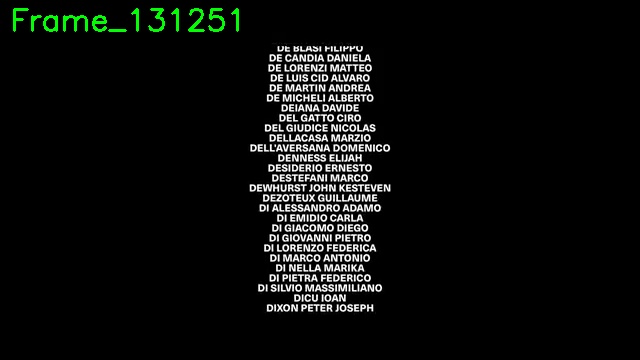 Frame_131251
DE BLASI FILIPPO
DE CANDIA DANIELA
DE LORENZI MATTEO
DE LUIS CID ALVARO
DE MARTIN ANDREA
DE MICHELI ALBERTO
DEIANA DAVIDE
DEL GATTO CIRO
DEL GIUDICE NICOLAS
DELLACASA MARZIO
DELL'AVERSANA DOMENICO
DENNESS ELIJAH
DESIDERIO ERNESTO
DESTEFANI MARCO
DEWHURST JOHN KESTEVEN
DEZOTEUX GUILLAUME
DI ALESSANDRO ADAMO
DI EMIDIO CARLA
DI GIACOMO DIEGO
DI GIOVANNI PIETRO
DI LORENZO FEDERICA
DI MARCO ANTONIO
DI NELLA MARIKA
DI PIETRA FEDERICO
DI SILVIO MASSIMILIANO
DICU IOAN
DIXON PETER JOSEPH